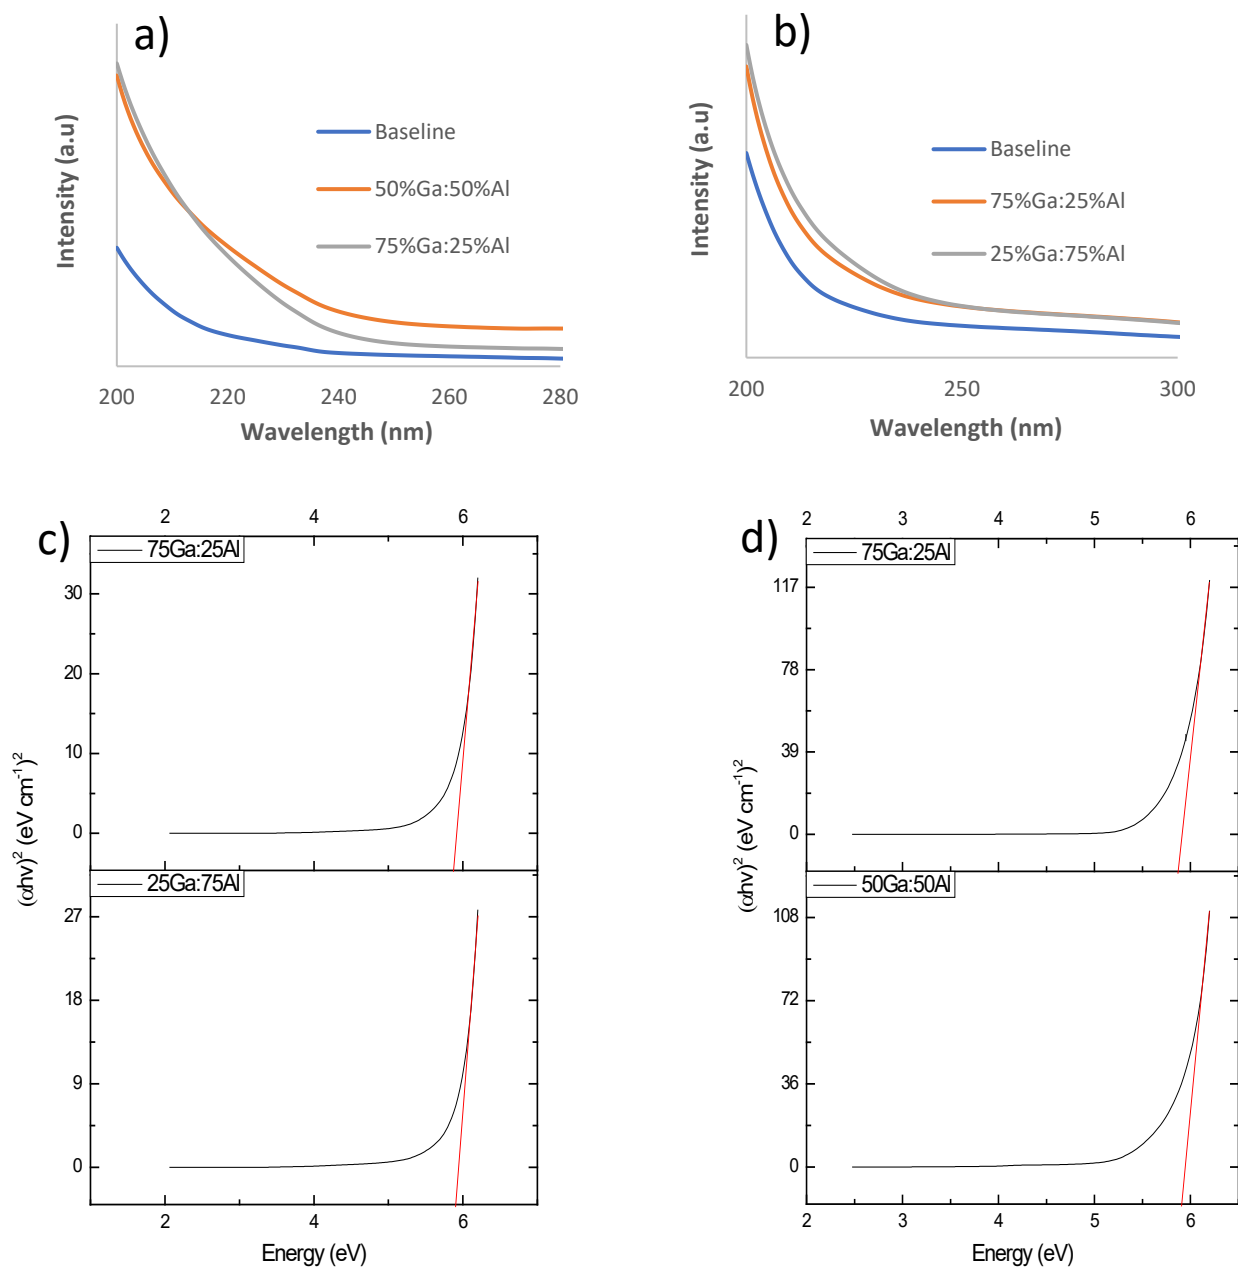 a)
Intensity (a.u)
Baseline
50%Ga:50%Al
75%Ga:25%Al
200 220 240 260 280
Wavelength (nm)
b)
Intensity (a.u)
Baseline
75%Ga:25%Al
25%Ga:75%Al
200 250 300
Wavelength (nm)
c)
2 4 6
75Ga:25Al
30
20
10
0
(αhν)² (eV cm⁻¹)²
25Ga:75Al
27
18
9
0
2 4 6
Energy (eV)
d)
2 3 4 5 6
75Ga:25Al
117
78
39
0
(αhν)² (eV cm⁻¹)²
50Ga:50Al
108
72
36
0
2 3 4 5 6
Energy (eV)